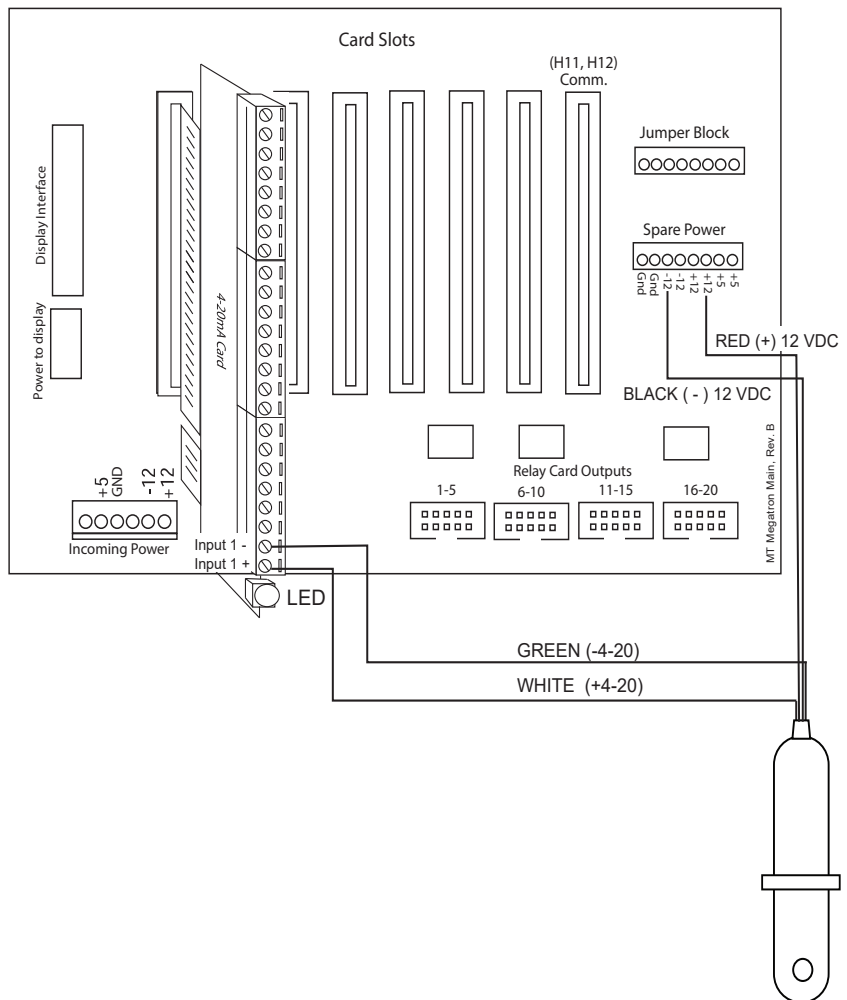 Card Slots
(H11, H12)
Comm.
Jumper Block
Display Interface
Spare Power
Gnd
Gnd
-12
-12
+12
+12
+5
+5
4-20mA Card
Power to display
RED (+) 12 VDC
BLACK ( - ) 12 VDC
Relay Card Outputs
1-5
6-10
11-15
16-20
MT Megatron Main, Rev. B
+5
GND
-12
+12
Incoming Power
Input 1 -
Input 1 +
LED
GREEN (-4-20)
WHITE (+4-20)